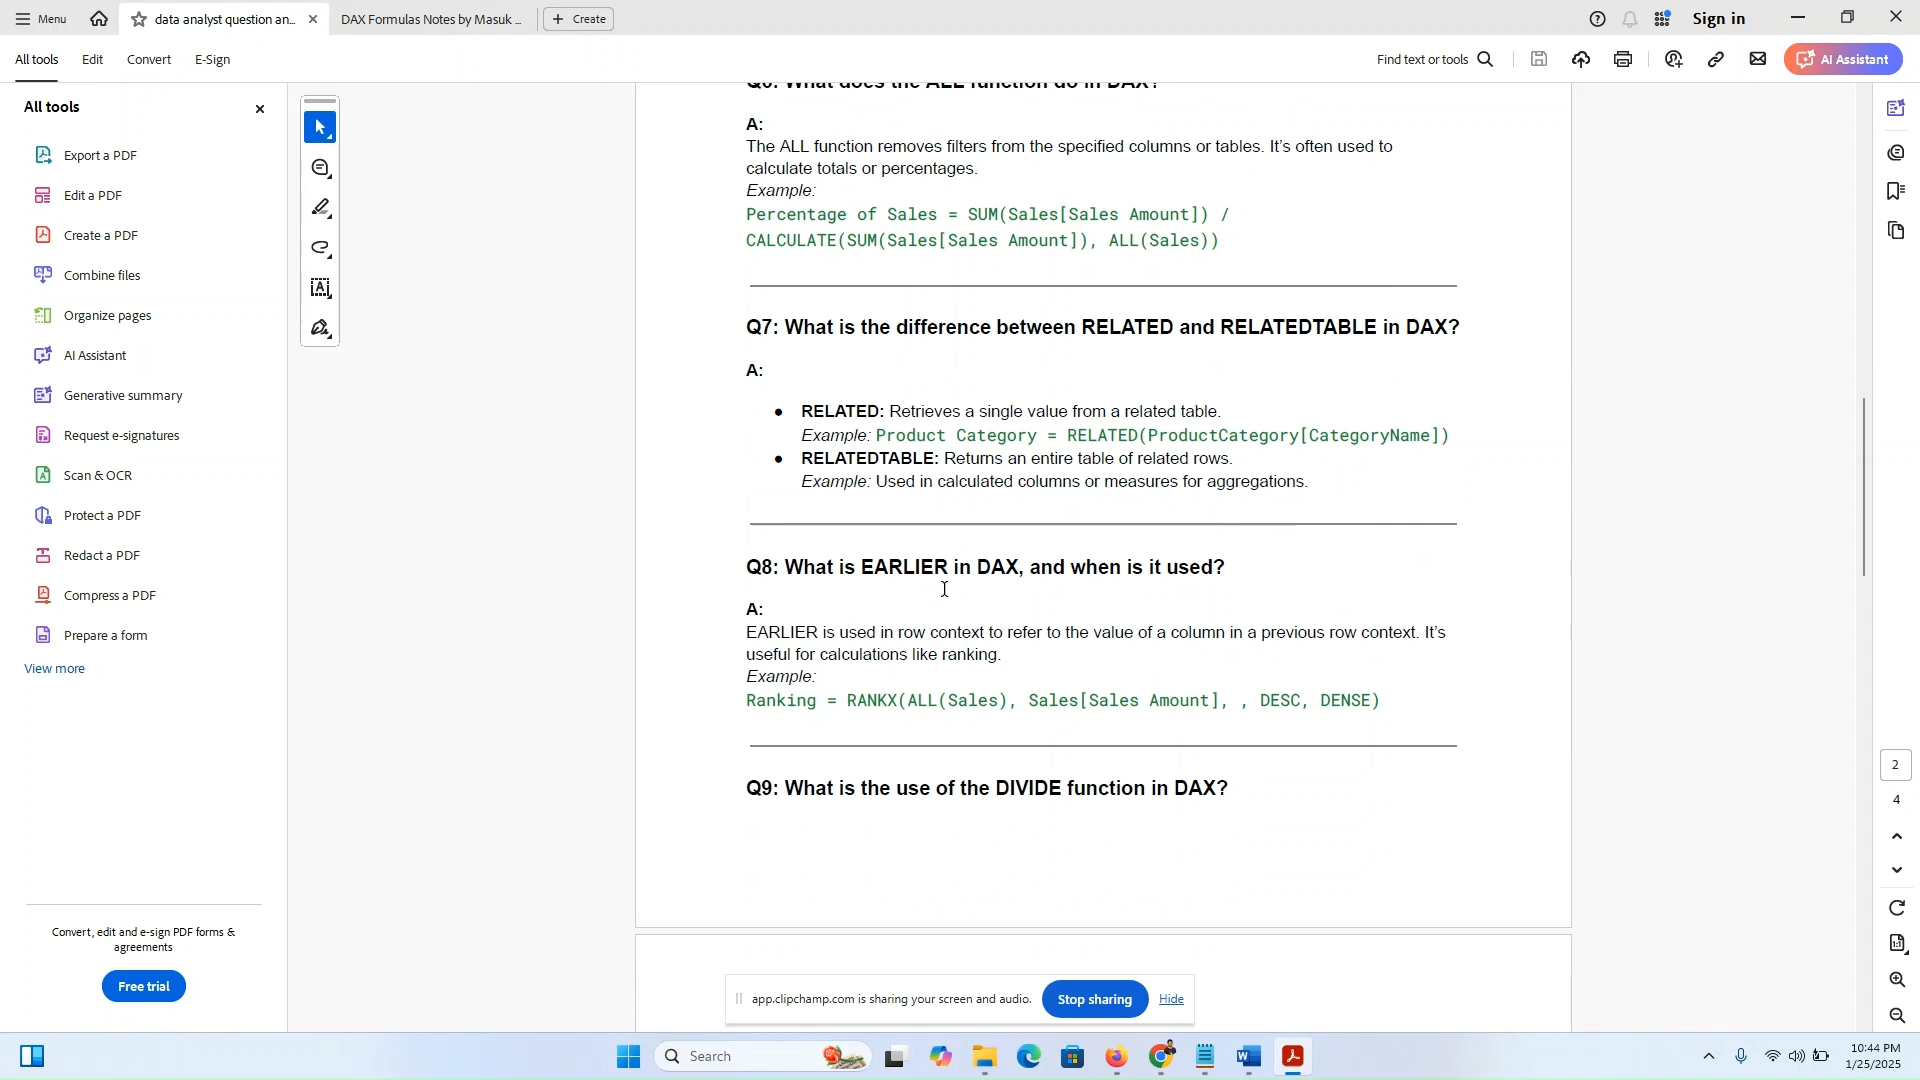 Menu
data analyst question an...
DAX Formulas Notes by Masuk ...
Create
Sign in
All tools
Edit
Convert
E-Sign
Find text or tools
AI Assistant
All tools
Export a PDF
Edit a PDF
Create a PDF
Combine files
Organize pages
AI Assistant
Generative summary
Request e-signatures
Scan & OCR
Protect a PDF
Redact a PDF
Compress a PDF
Prepare a form
View more
Convert, edit and e-sign PDF forms &
agreements
Free trial
Q6: What does the ALL function do in DAX?
A:
The ALL function removes filters from the specified columns or tables. It’s often used to
calculate totals or percentages.
Example:
Percentage of Sales = SUM(Sales[Sales Amount]) /
CALCULATE(SUM(Sales[Sales Amount]), ALL(Sales))
Q7: What is the difference between RELATED and RELATEDTABLE in DAX?
A:
● RELATED: Retrieves a single value from a related table.
Example: Product Category = RELATED(ProductCategory[CategoryName])
● RELATEDTABLE: Returns an entire table of related rows.
Example: Used in calculated columns or measures for aggregations.
Q8: What is EARLIER in DAX, and when is it used?
A:
EARLIER is used in row context to refer to the value of a column in a previous row context. It’s
useful for calculations like ranking.
Example:
Ranking = RANKX(ALL(Sales), Sales[Sales Amount], , DESC, DENSE)
Q9: What is the use of the DIVIDE function in DAX?
2
4
app.clipchamp.com is sharing your screen and audio.
Stop sharing
Hide
Search
10:44 PM
1/25/2025